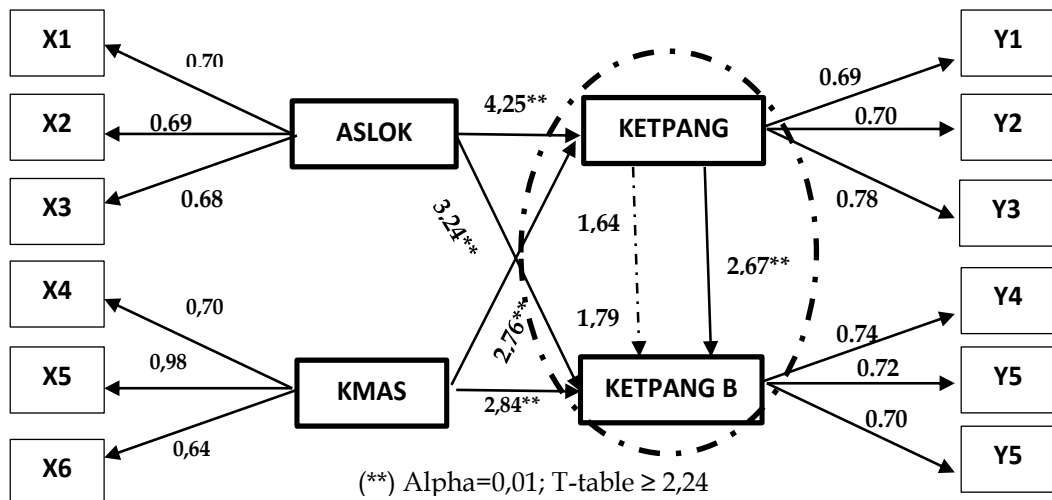 X1
0.70
X2
0.69
X3
0.68
ASLOK
4,25**
KETPANG
0.69
Y1
0.70
Y2
0.78
Y3
3,24**
1,64
2,67**
X4
0,70
X5
0,98
X6
0,64
KMAS
2,76**
1,79
2,84**
KETPANG B
0.74
Y4
0.72
Y5
0.70
Y5
(**) Alpha=0,01; T-table ≥ 2,24